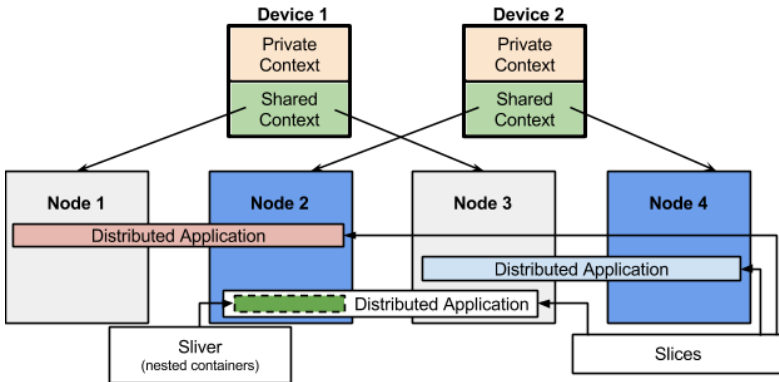 Device 1
Device 2
Private
Context
Private
Context
Shared
Context
Shared
Context
Node 1
Node 2
Node 3
Node 4
Distributed Application
Distributed Application
Distributed Application
Sliver
(nested containers)
Slices